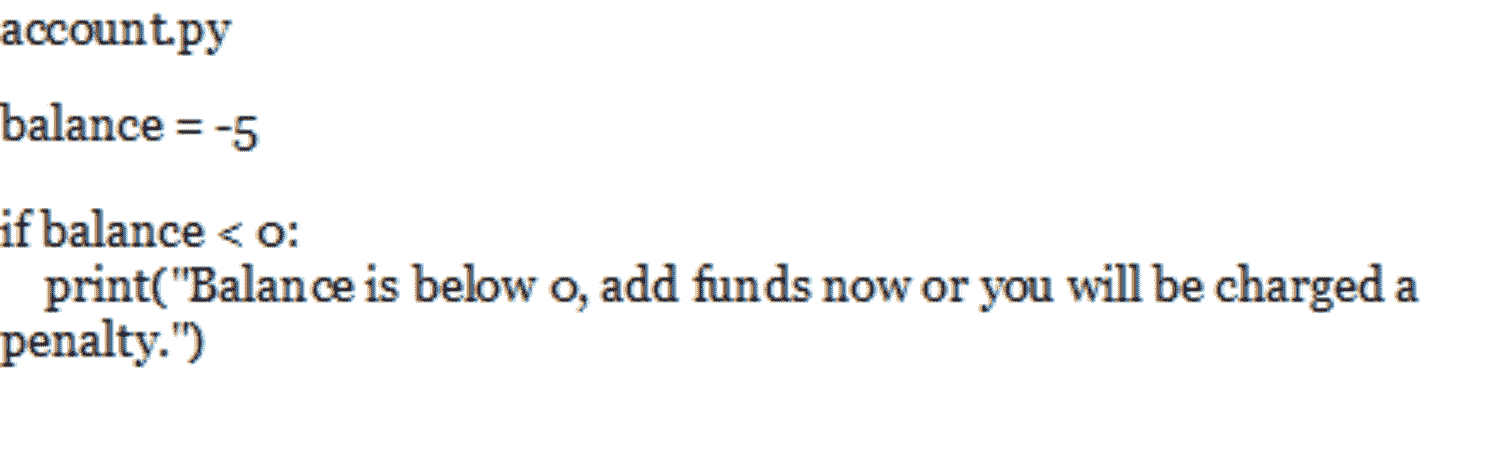 account.py
balance = -5
if balance < 0:
    print("Balance is below 0, add funds now or you will be charged a
penalty.")